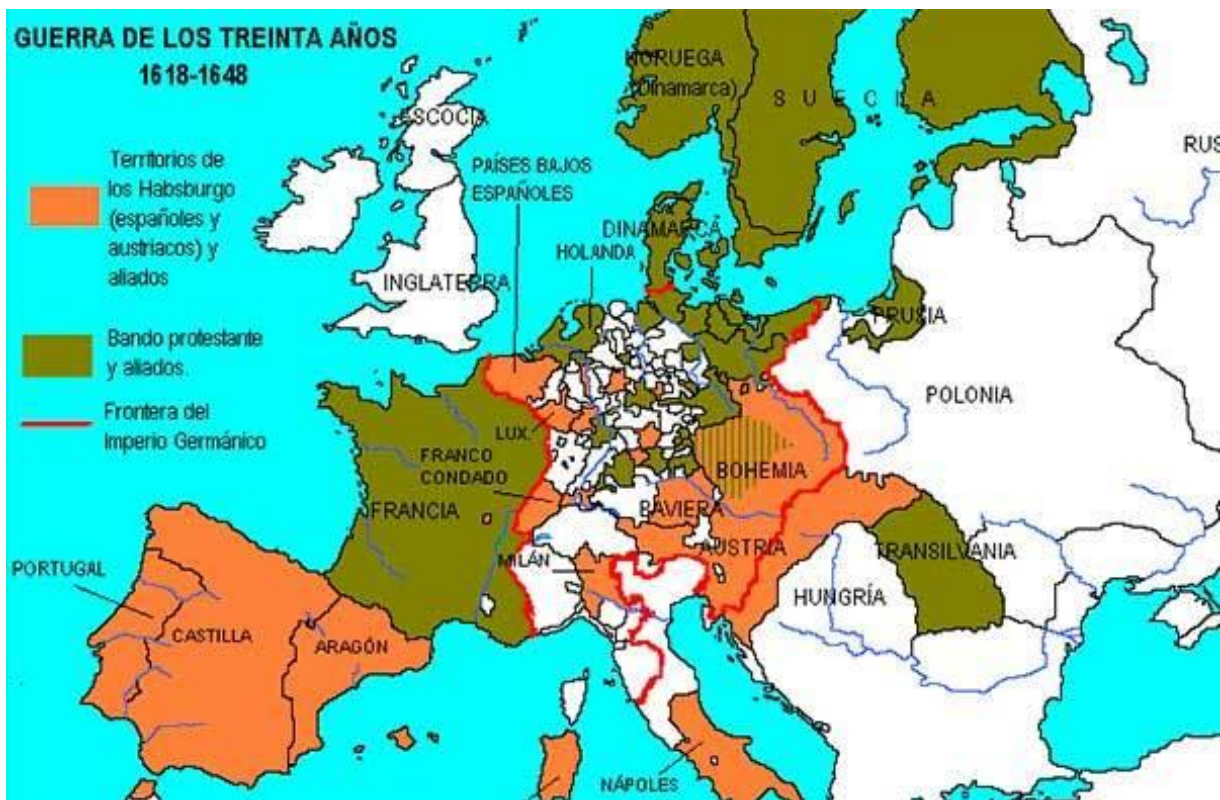 GUERRA DE LOS TREINTA AÑOS
1618-1648
Territorios de
los Habsburgo
(españoles y
austriacos) y
aliados
Bando protestante
y aliados.
Frontera del
Imperio Germánico
NORUEGA
(Dinamarca)
SUECIA
RUS
ESCOCIA
PAÍSES BAJOS
ESPAÑOLES
DINAMARCA
HOLANDA
INGLATERRA
PRUSIA
POLONIA
LUX.
FRANCO
CONDADO
BOHEMIA
FRANCIA
BAVIERA
AUSTRIA
TRANSILVANIA
MILÁN
HUNGRÍA
PORTUGAL
CASTILLA
ARAGÓN
NÁPOLES